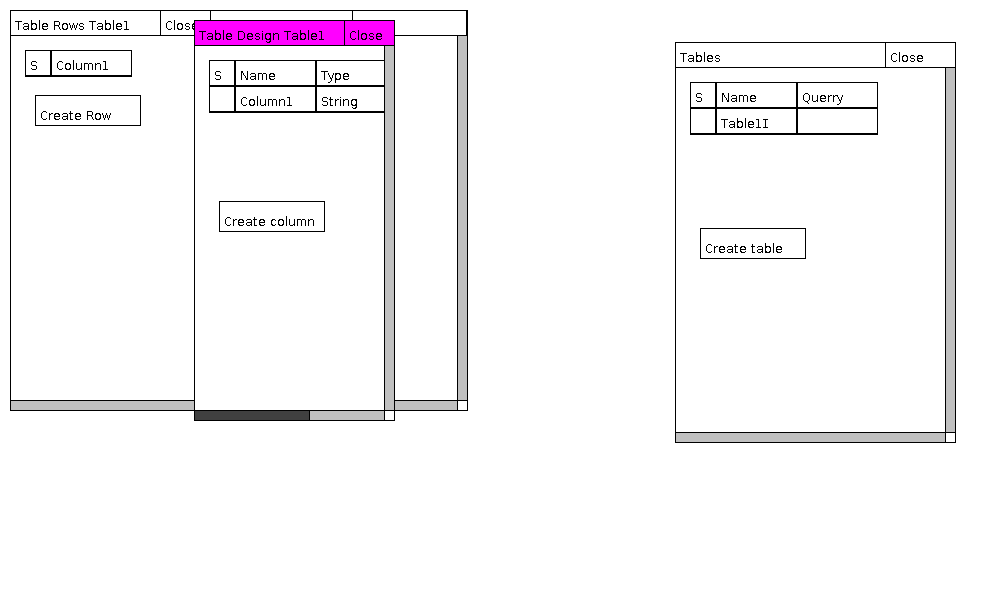 Table Rows Table1 Close
S Column1
Create Row
Table Design Table1 Close
S Name Type
Column1 String
Create column
Tables Close
S Name Querry
Table1I
Create table